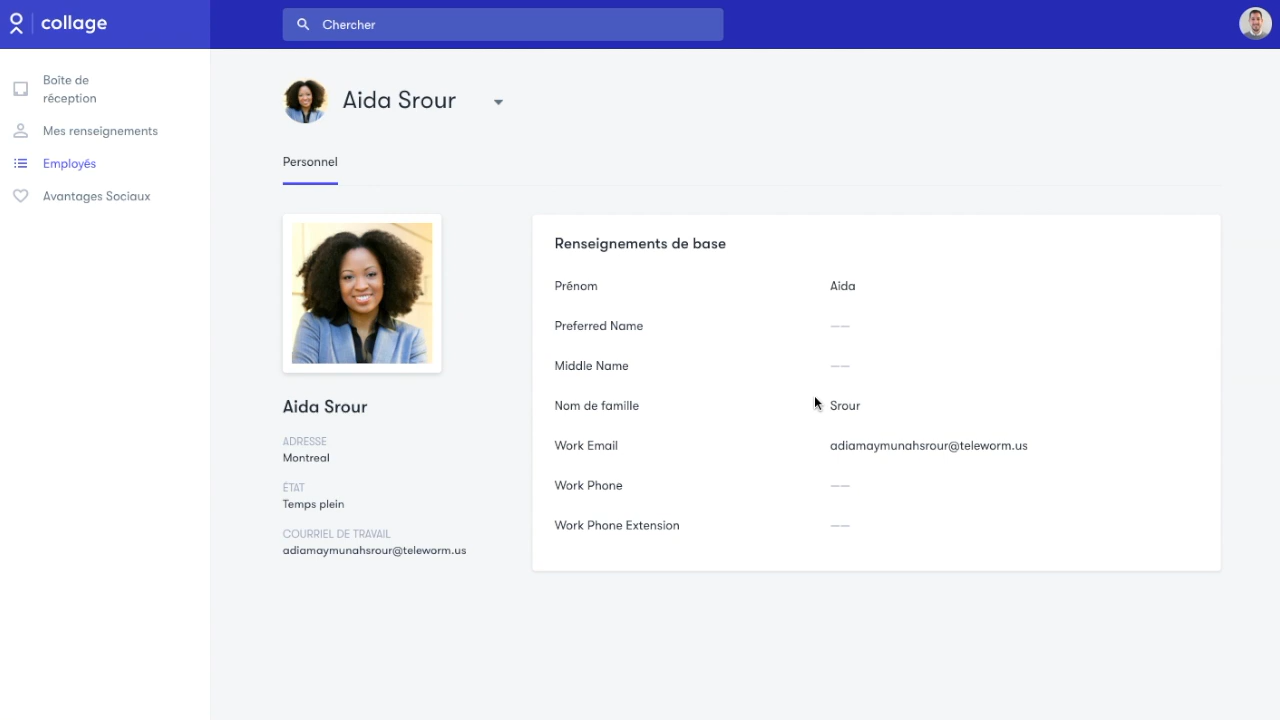 collage
Chercher
Boîte de
réception
Mes renseignements
Employés
Avantages Sociaux
Aida Srour
Personnel
Aida Srour
ADRESSE
Montreal
ÉTAT
Temps plein
COURRIEL DE TRAVAIL
adiamaymunahsrour@teleworm.us
Renseignements de base
Prénom Aida
Preferred Name ——
Middle Name ——
Nom de famille Srour
Work Email adiamaymunahsrour@teleworm.us
Work Phone ——
Work Phone Extension ——